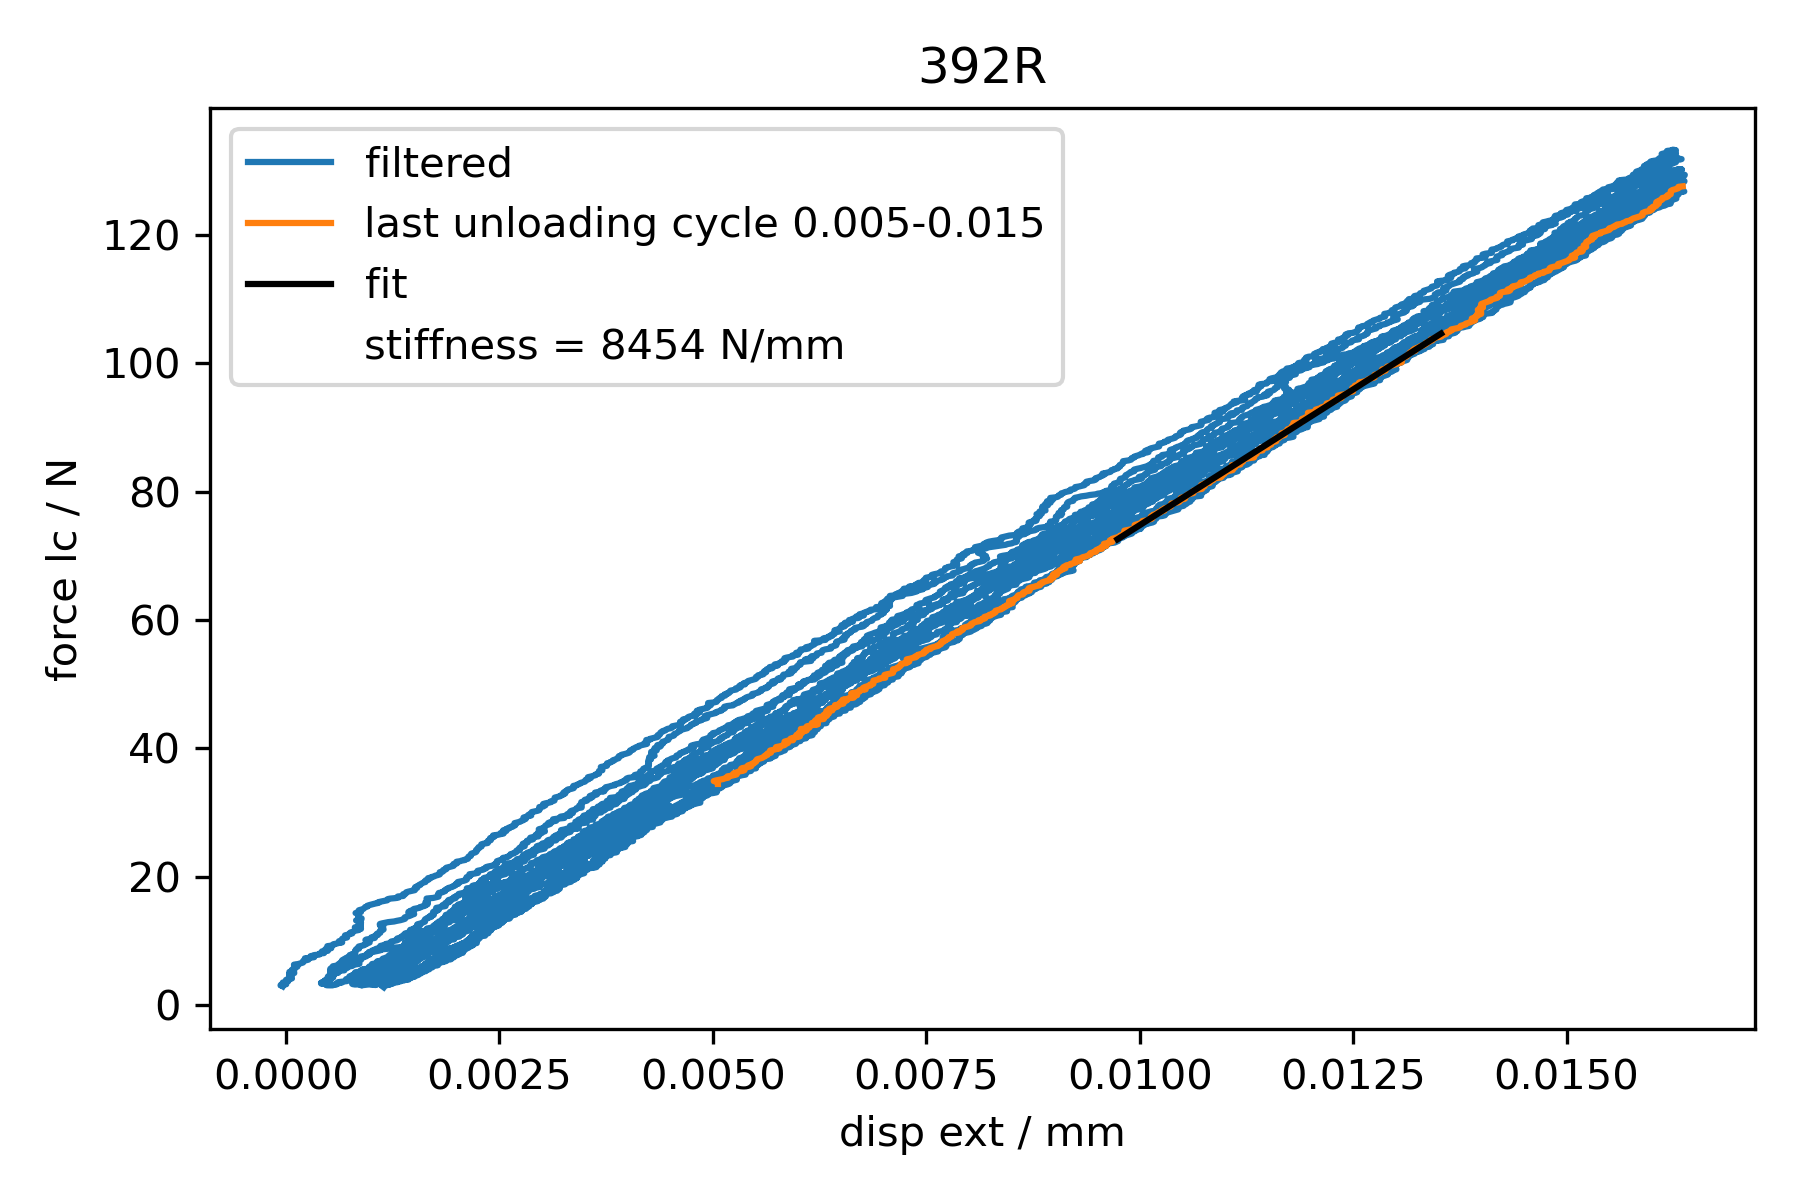 392R
filtered
last unloading cycle 0.005-0.015
fit
stiffness = 8454 N/mm
120
100
80
60
40
20
0
force lc / N
0.0000 0.0025 0.0050 0.0075 0.0100 0.0125 0.0150
disp ext / mm